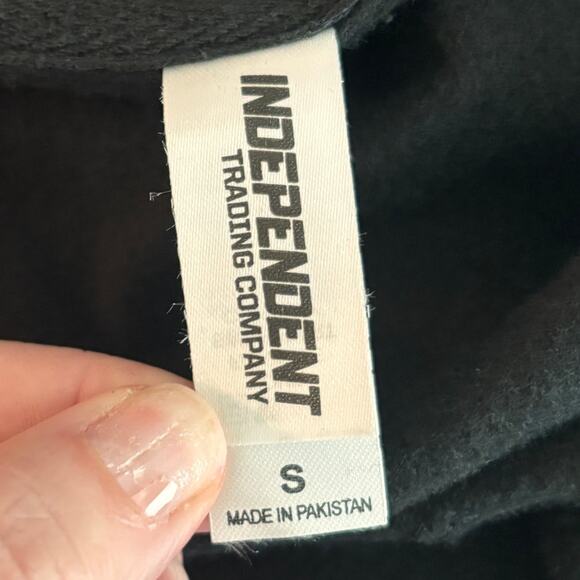 INDEPENDENT
TRADING COMPANY
S
MADE IN PAKISTAN